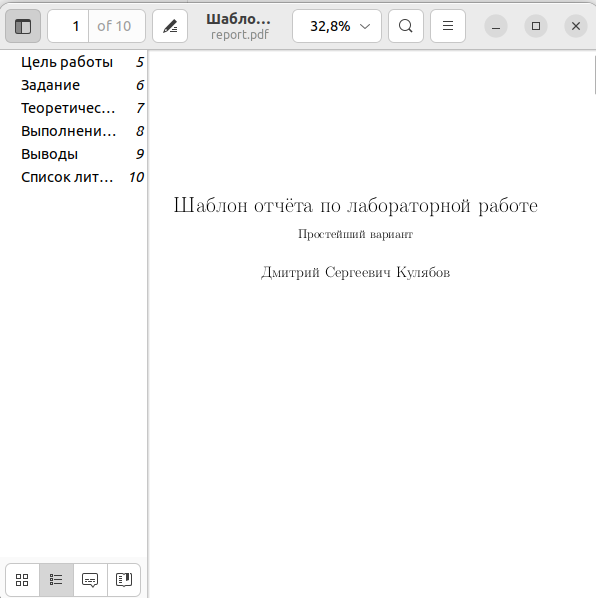 1 of 10 Шабло... 32,8%
report.pdf
Цель работы 5
Задание 6
Теоретичес... 7
Выполнени... 8
Выводы 9
Список лит... 10
Шаблон отчёта по лабораторной работе
Простейший вариант
Дмитрий Сергеевич Кулябов